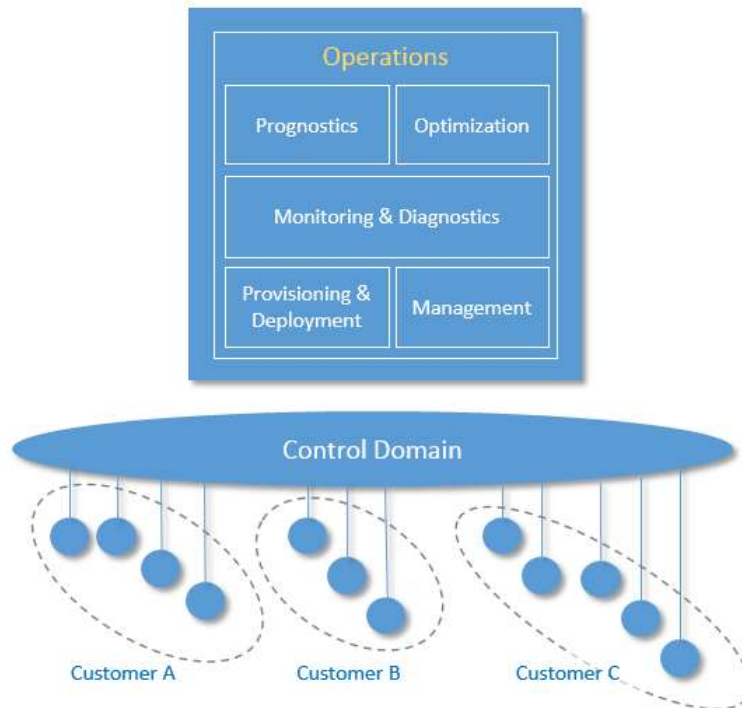 Operations
Prognostics
Optimization
Monitoring & Diagnostics
Provisioning &
Deployment
Management
Control Domain
Customer A
Customer B
Customer C